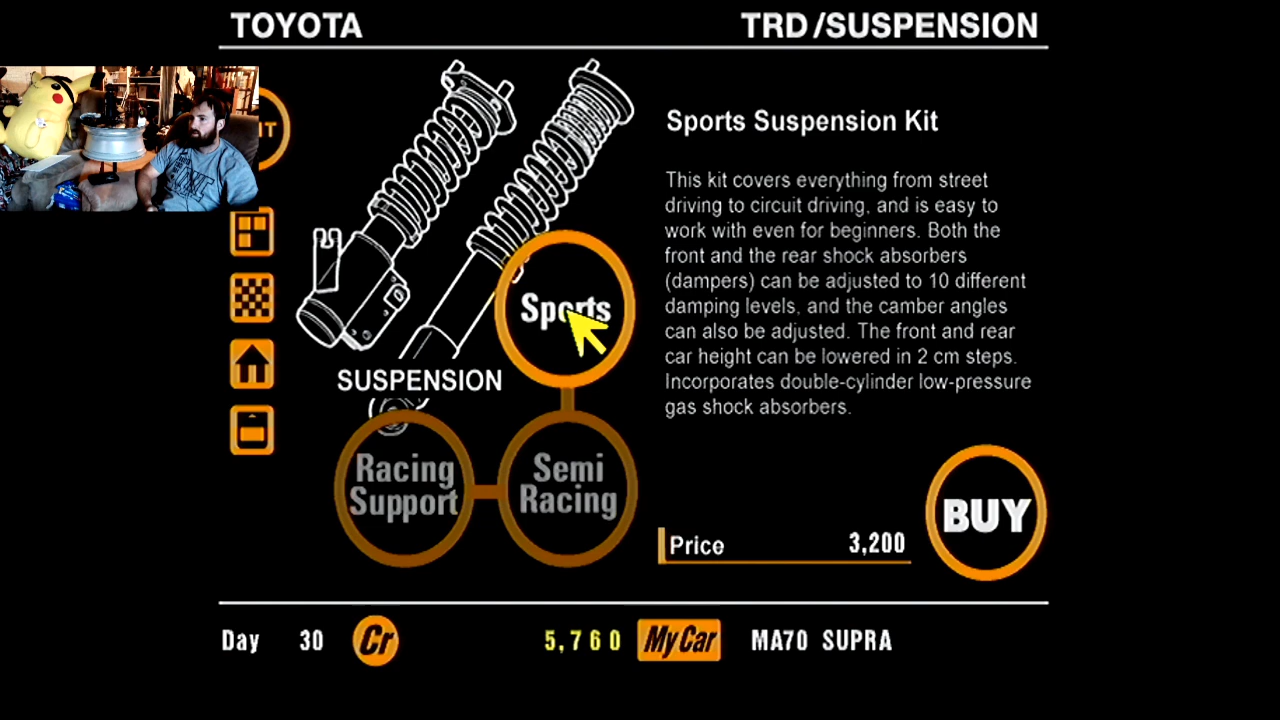 TOYOTA
TRD/SUSPENSION
IT
Sports Suspension Kit
This kit covers everything from street
driving to circuit driving, and is easy to
work with even for beginners. Both the
front and the rear shock absorbers
(dampers) can be adjusted to 10 different
damping levels, and the camber angles
can also be adjusted. The front and rear
car height can be lowered in 2 cm steps.
Incorporates double-cylinder low-pressure
gas shock absorbers.
Sports
SUSPENSION
Racing
Support
Semi
Racing
Price 3,200
BUY
Day 30 Cr 5,760 My Car MA70 SUPRA